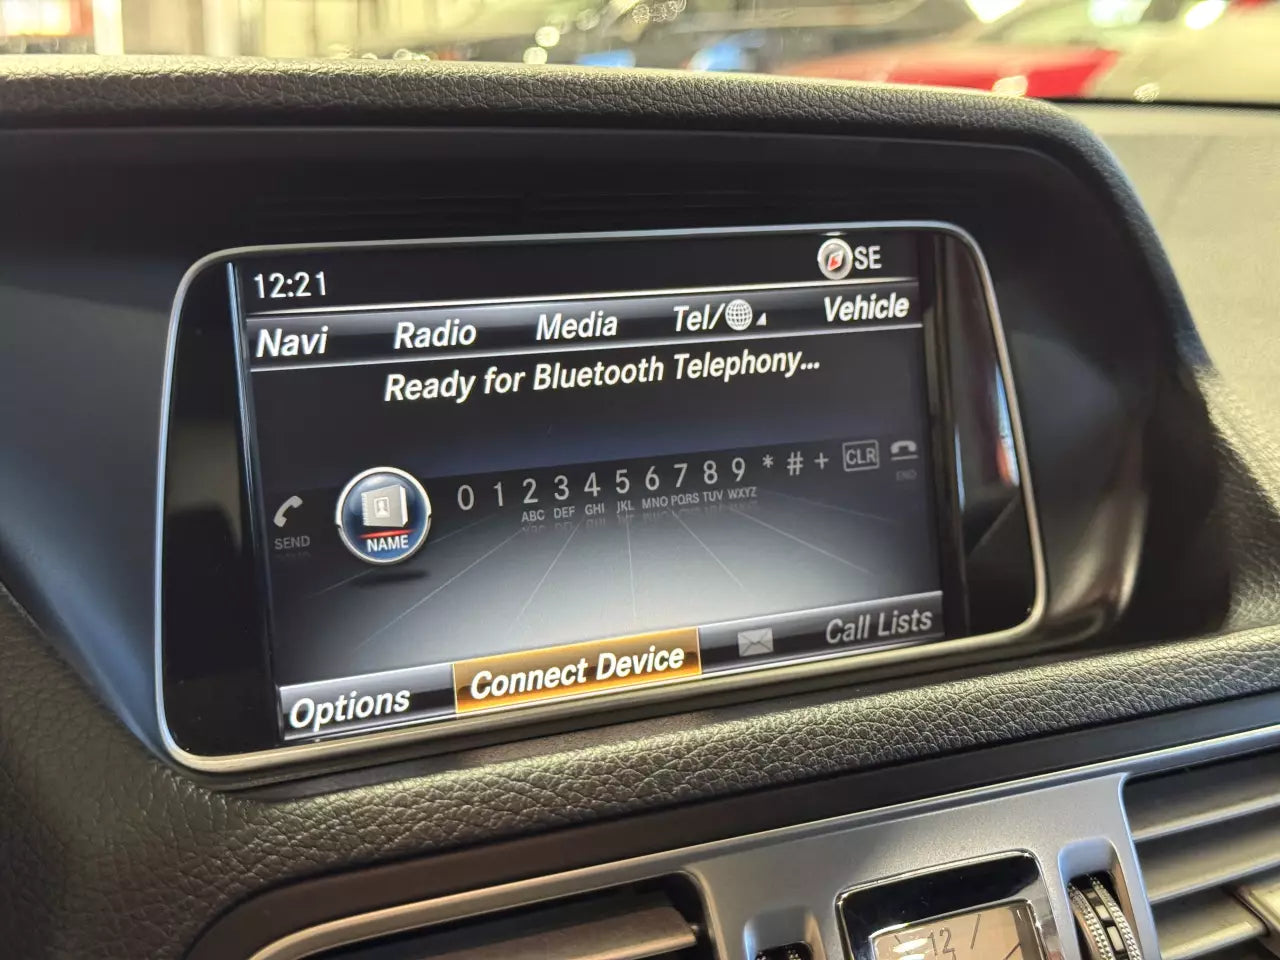 12:21 SE
Navi Radio Media Tel/ Vehicle
Ready for Bluetooth Telephony...
SEND NAME 0 1 2 3 4 5 6 7 8 9 * # + CLR END
ABC DEF GHI JKL MNO PQRS TUV WXYZ
Options Connect Device Call Lists
12